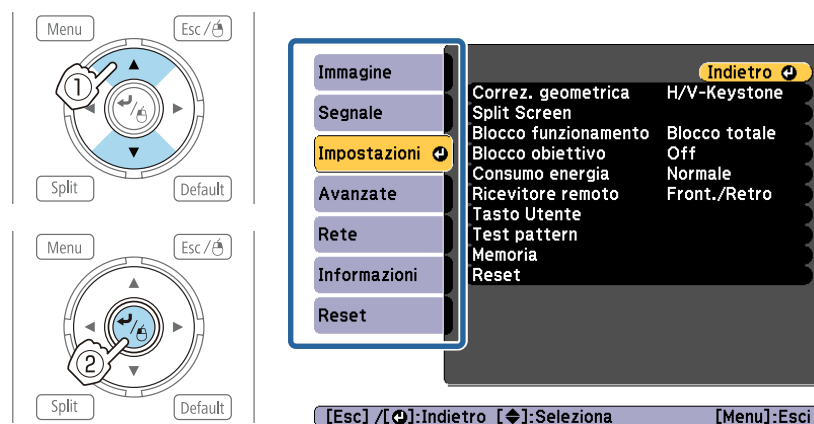 Menu
Esc /
1
Split
Default
Menu
Esc /
2
Split
Default
Immagine
Segnale
Impostazioni
Avanzate
Rete
Informazioni
Reset
Indietro
Correz. geometrica H/V-Keystone
Split Screen
Blocco funzionamento Blocco totale
Blocco obiettivo Off
Consumo energia Normale
Ricevitore remoto Front./Retro
Tasto Utente
Test pattern
Memoria
Reset
[Esc] /[⏎]:Indietro [◆]:Seleziona [Menu]:Esci